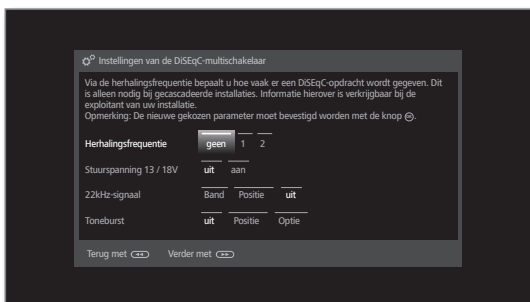 Instellingen van de DiSEqC-multischakelaar
Via de herhalingsfrequentie bepaalt u hoe vaak er een DiSEqC-opdracht wordt gegeven. Dit
is alleen nodig bij gecascadeerde installaties. Informatie hierover is verkrijgbaar bij de
exploitant van uw installatie.
Opmerking: De nieuwe gekozen parameter moet bevestigd worden met de knop OK.
Herhalingsfrequentie geen 1 2
Stuurspanning 13 / 18V uit aan
22kHz-signaal Band Positie uit
Toneburst uit Positie Optie
Terug met Verder met